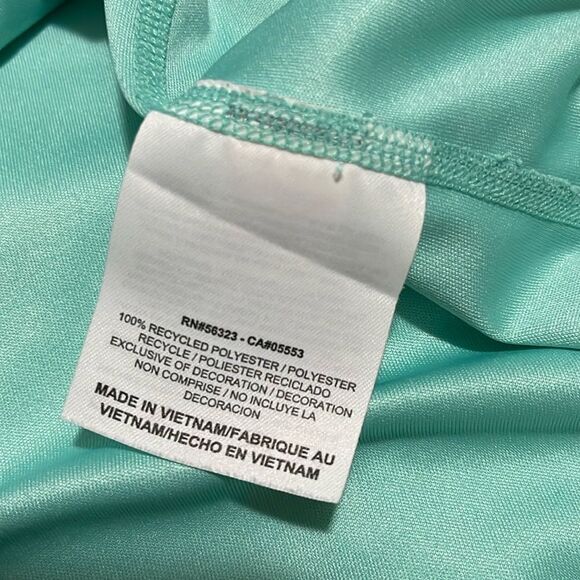 RN#56323 - CA#05553
100% RECYCLED POLYESTER / POLYESTER
RECYCLE / POLIESTER RECICLADO
EXCLUSIVE OF DECORATION / DECORATION
NON COMPRISE / NO INCLUYE LA
DECORACION
MADE IN VIETNAM/FABRIQUE AU
VIETNAM/HECHO EN VIETNAM